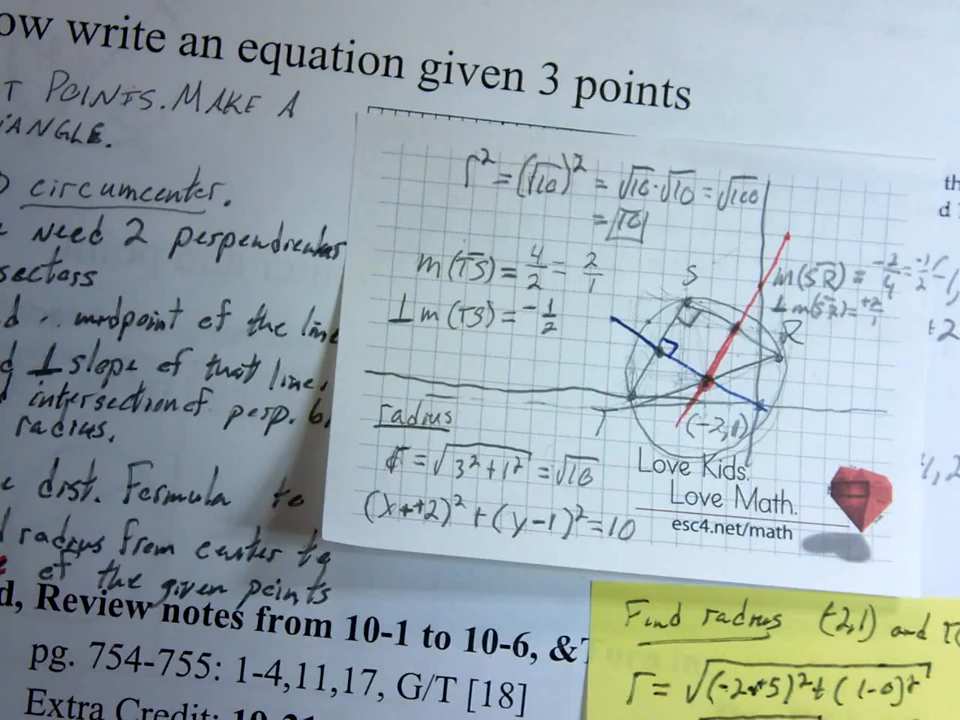 ow write an equation given 3 points
T POINTS. MAKE A
ANGLE.
circumcenter.
NEED 2 perpendicular
sectors
midpoint of the line
⊥ slope of that line.
intersection of perp. b
radius.
dist. Formula to
radius from center to
of the given points
d, Review notes from 10-1 to 10-6, &T
pg. 754-755: 1-4,11,17, G/T [18]
Extra Credit:
r² = (√10)² = √10·√10 = √100
= 10
m(TS) = 4/2 = 2/1
⊥ m(TS) = -1/2
S
m(SR) = -2/4 = -1/2
⊥ m(SR) = +2/1
R
T
(-2,1)
radius
r = √3²+1² = √10
(x++2)² + (y-1)² = 10
Love Kids.
Love Math.
esc4.net/math
th
d
Find radius (-2,1) and
r = √(-2+5)² + (1-0)²